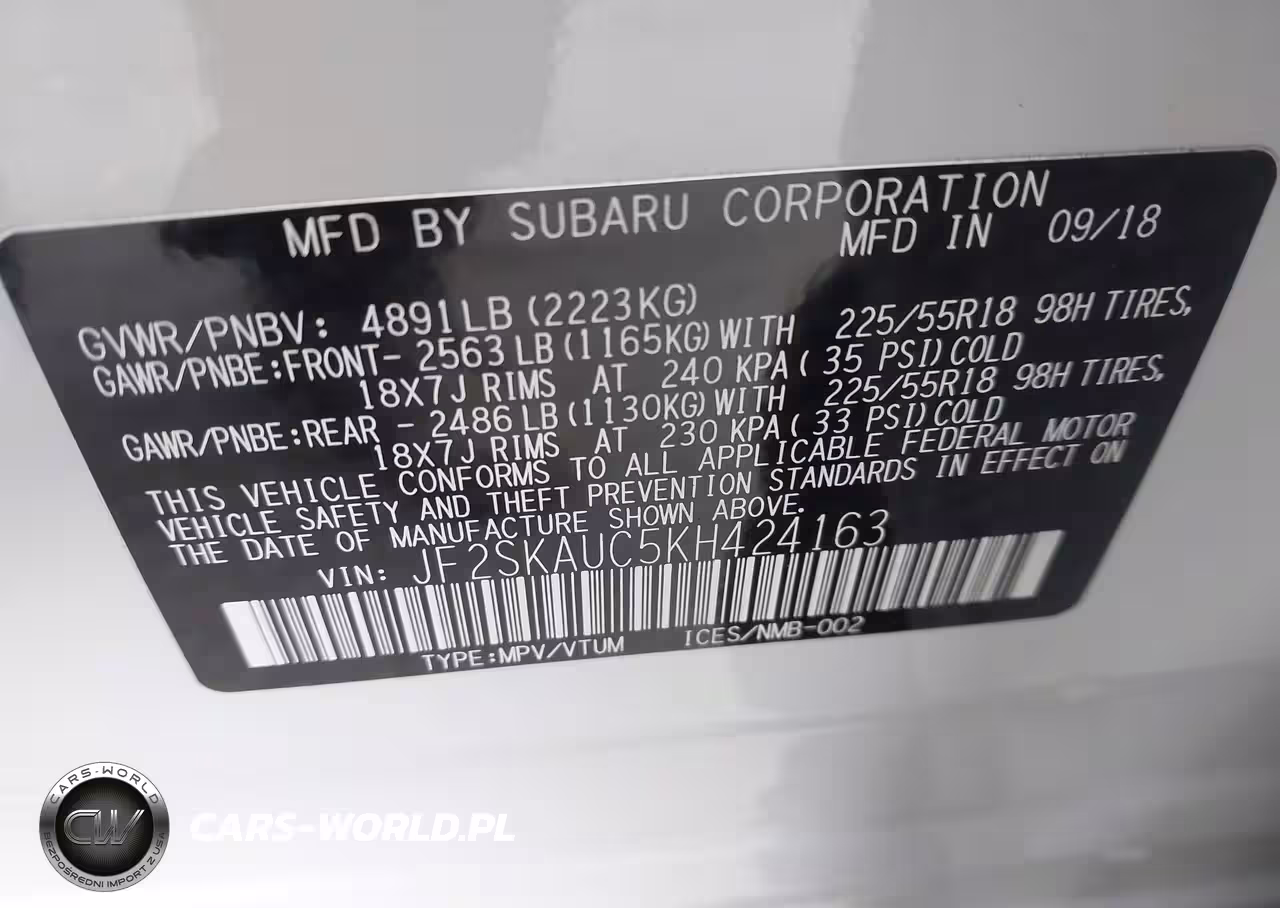 MFD BY SUBARU CORPORATION
MFD IN 09/18
GVWR/PNBV: 4891LB (2223KG)
GAWR/PNBE:FRONT- 2563LB(1165KG)WITH 225/55R18 98H TIRES,
18X7J RIMS AT 240 KPA( 35 PSI)COLD
GAWR/PNBE:REAR - 2486LB(1130KG)WITH 225/55R18 98H TIRES,
18X7J RIMS AT 230 KPA( 33 PSI)COLD
THIS VEHICLE CONFORMS TO ALL APPLICABLE FEDERAL MOTOR
VEHICLE SAFETY AND THEFT PREVENTION STANDARDS IN EFFECT ON
THE DATE OF MANUFACTURE SHOWN ABOVE.
VIN: JF2SKAUC5KH424163
TYPE:MPV/VTUM ICES/NMB-002
CARS-WORLD
CW
BEZPOŚREDNI IMPORT Z USA
CARS-WORLD.PL